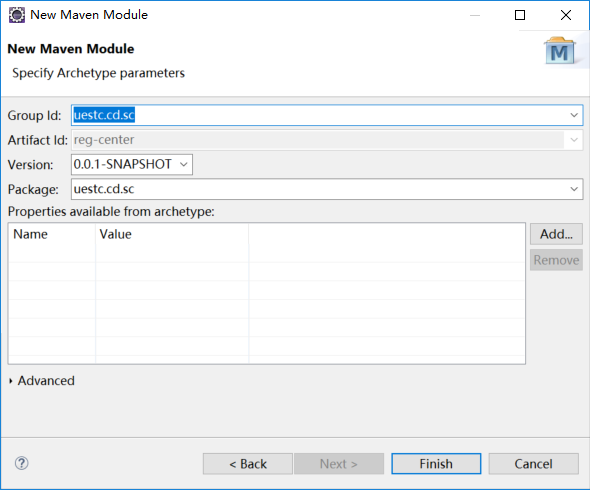 New Maven Module
New Maven Module
Specify Archetype parameters
M
Group Id: uestc.cd.sc
Artifact Id: reg-center
Version: 0.0.1-SNAPSHOT
Package: uestc.cd.sc
Properties available from archetype:
Name Value Add...
Remove
Advanced
? < Back Next > Finish Cancel